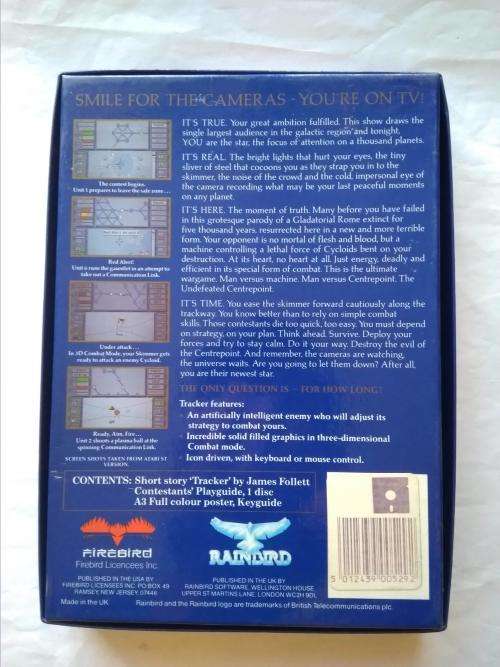 SMILE FOR THE CAMERAS - YOU'RE ON TV!
IT'S TRUE. Your great ambition fulfilled. This show draws the
single largest audience in the galactic region and tonight,
YOU are the star, the focus of attention on a thousand planets.
IT'S REAL. The bright lights that hurt your eyes, the tiny
sliver of steel that cocoons you as they strap you in to the
skimmer, the noise of the crowd and the cold, impersonal eye of
the camera recording what may be your last peaceful moments
on any planet.
IT'S HERE. The moment of truth. Many before you have failed
in this grotesque parody of a Gladatorial Rome extinct for
five thousand years, resurrected here in a new and more terrible
form. Your opponent is no mortal of flesh and blood, but a
machine controlling a lethal force of Cycloids bent on your
destruction. At its heart, no heart at all. Just energy, deadly and
efficient in its special form of combat. This is the ultimate
wargame. Man versus machine. Man versus Centrepoint. The
Undefeated Centrepoint.
IT'S TIME. You ease the skimmer forward cautiously along the
trackway. You know better than to rely on simple combat
skills. Those contestants die too quick, too easy. You must depend
on strategy, on your plan. Think ahead. Survive. Deploy your
forces and try to stay calm. Do it your way. Destroy the evil of
the Centrepoint. And remember, the cameras are watching,
the universe waits. Are you going to let them down? After all,
you are their newest star.
THE ONLY QUESTION IS – FOR HOW LONG?
Tracker features:
An artificially intelligent enemy who will adjust its
strategy to combat yours.
Incredible solid filled graphics in three-dimensional
Combat mode.
Icon driven, with keyboard or mouse control.
The contest begins.
Unit 1 prepares to leave the safe zone...
Red Alert!
Unit 6 runs the gauntlet in an attempt to
take out a Communication Link.
Under attack...
In 3D Combat Mode, your Skimmer gets
ready to attack an enemy Cycloid.
Ready, Aim, Fire...
Unit 2 shoots a plasma ball at the
spinning Communication Link.
SCREEN SHOTS TAKEN FROM ATARI ST
VERSION.
CONTENTS: Short story 'Tracker' by James Follett
Contestants' Playguide, 1 disc
A3 Full colour poster, Keyguide
FIREBIRD
Firebird Licencees Inc.
PUBLISHED IN THE USA BY
FIREBIRD LICENSEES INC. PO BOX 49
RAMSEY, NEW JERSEY, 07446
RAINBIRD
PUBLISHED IN THE UK BY
RAINBIRD SOFTWARE, WELLINGTON HOUSE
UPPER ST MARTINS LANE, LONDON WC2H 9DL
5 012439 005292
Made in the UK
Rainbird and the Rainbird logo are trademarks of British Telecommunications plc.